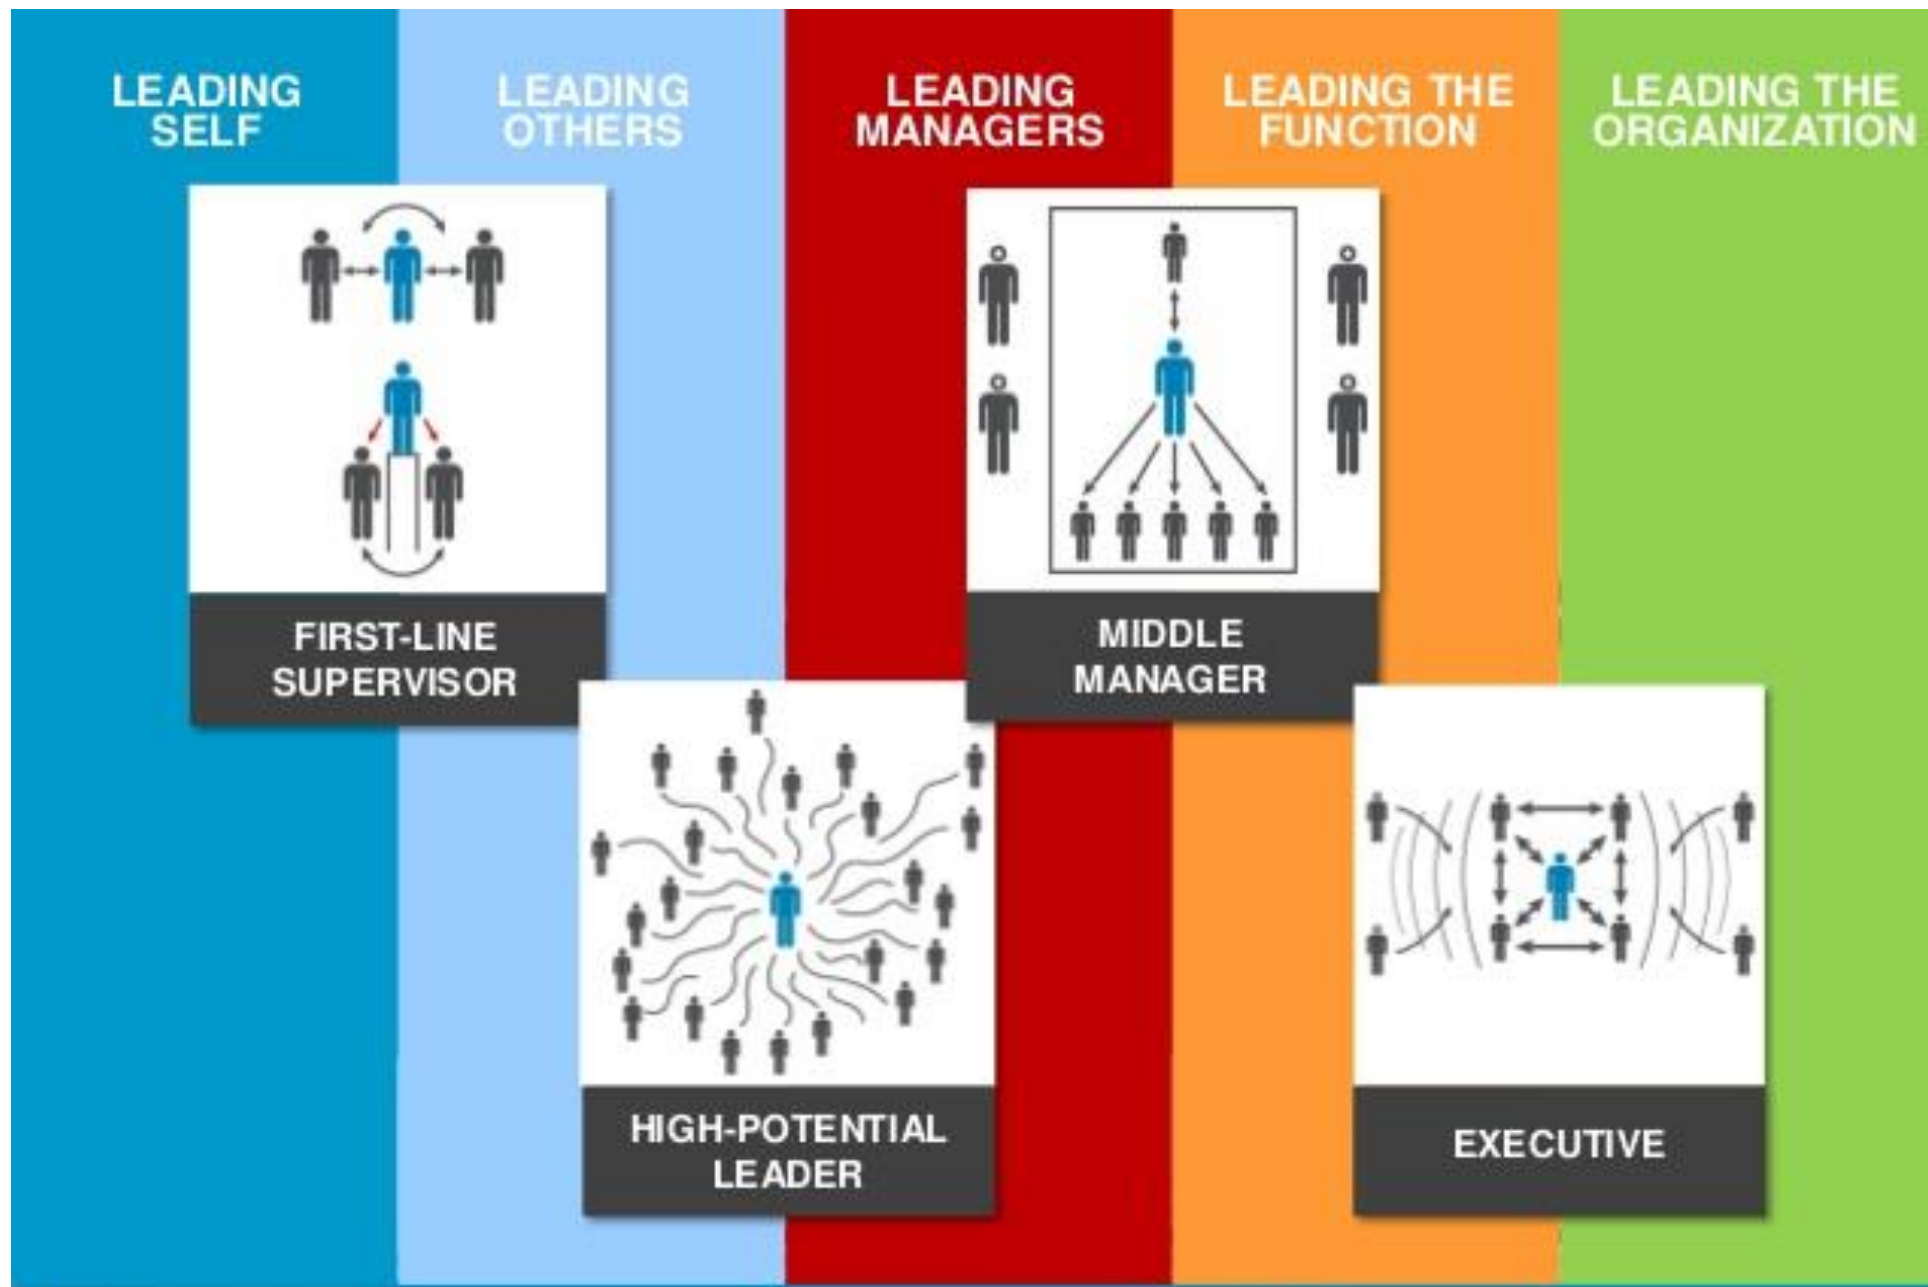 LEADING
SELF
LEADING
OTHERS
LEADING
MANAGERS
LEADING THE
FUNCTION
LEADING THE
ORGANIZATION
FIRST-LINE
SUPERVISOR
MIDDLE
MANAGER
HIGH-POTENTIAL
LEADER
EXECUTIVE